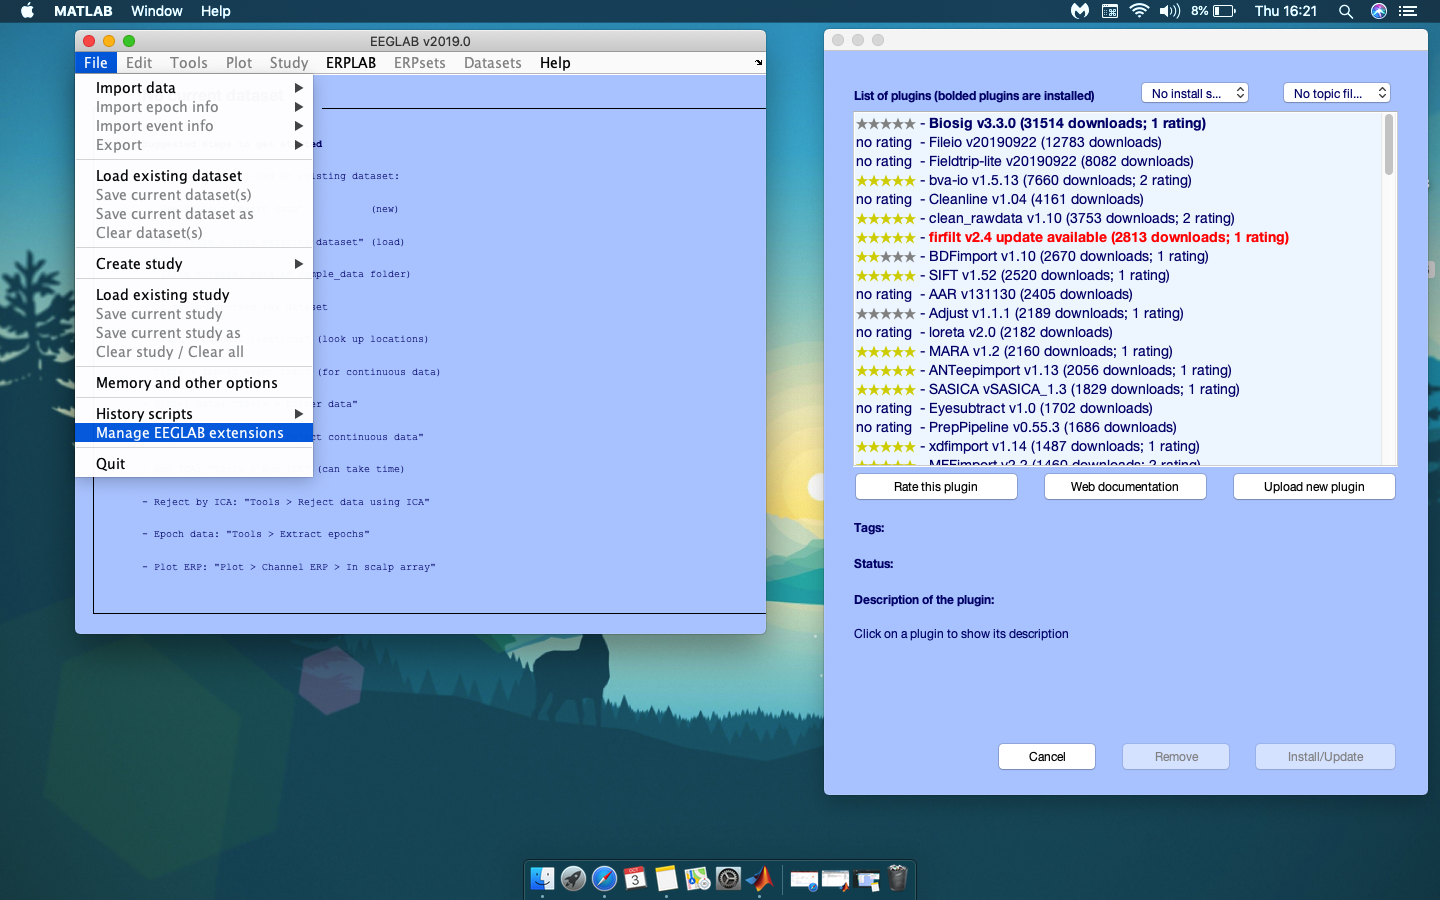 MATLAB Window Help
8% Thu 16:21
EEGLAB v2019.0
File Edit Tools Plot Study ERPLAB ERPsets Datasets Help
Import data
Import epoch info
Import event info
Export
Load existing dataset
Save current dataset(s)
Save current dataset as
Clear dataset(s)
Create study
Load existing study
Save current study
Save current study as
Clear study / Clear all
Memory and other options
History scripts
Manage EEGLAB extensions
Quit
dataset:
(new)
dataset" (load)
folder)
(look up locations)
(for continuous data)
data"
continuous data"
(can take time)
- Reject by ICA: "Tools > Reject data using ICA"
- Epoch data: "Tools > Extract epochs"
- Plot ERP: "Plot > Channel ERP > In scalp array"
List of plugins (bolded plugins are installed)
No install s...
No topic fil...
★★★★★ - Biosig v3.3.0 (31514 downloads; 1 rating)
no rating - Fileio v20190922 (12783 downloads)
no rating - Fieldtrip-lite v20190922 (8082 downloads)
★★★★★ - bva-io v1.5.13 (7660 downloads; 2 rating)
no rating - Cleanline v1.04 (4161 downloads)
★★★★★ - clean_rawdata v1.10 (3753 downloads; 2 rating)
★★★★★ - firfilt v2.4 update available (2813 downloads; 1 rating)
★★★★★ - BDFimport v1.10 (2670 downloads; 1 rating)
★★★★★ - SIFT v1.52 (2520 downloads; 1 rating)
no rating - AAR v131130 (2405 downloads)
★★★★★ - Adjust v1.1.1 (2189 downloads; 1 rating)
no rating - loreta v2.0 (2182 downloads)
★★★★★ - MARA v1.2 (2160 downloads; 1 rating)
★★★★★ - ANTeepimport v1.13 (2056 downloads; 1 rating)
★★★★★ - SASICA vSASICA_1.3 (1829 downloads; 1 rating)
no rating - Eyesubtract v1.0 (1702 downloads)
no rating - PrepPipeline v0.55.3 (1686 downloads)
★★★★★ - xdfimport v1.14 (1487 downloads; 1 rating)
★★★★★ - MFFimport v2.2 (1460 downloads; 2 rating)
Rate this plugin
Web documentation
Upload new plugin
Tags:
Status:
Description of the plugin:
Click on a plugin to show its description
Cancel
Remove
Install/Update
OCT
3